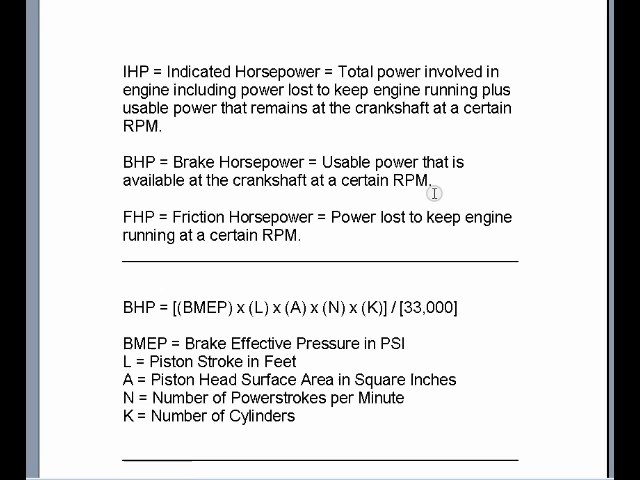 IHP = Indicated Horsepower = Total power involved in
engine including power lost to keep engine running plus
usable power that remains at the crankshaft at a certain
RPM.
BHP = Brake Horsepower = Usable power that is
available at the crankshaft at a certain RPM.
FHP = Friction Horsepower = Power lost to keep engine
running at a certain RPM.
BHP = [(BMEP) x (L) x (A) x (N) x (K)] / [33,000]
BMEP = Brake Effective Pressure in PSI
L = Piston Stroke in Feet
A = Piston Head Surface Area in Square Inches
N = Number of Powerstrokes per Minute
K = Number of Cylinders